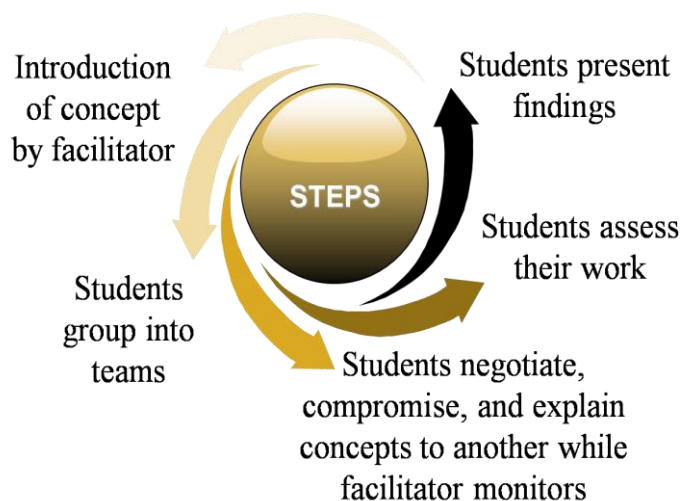 Introduction
of concept
by facilitator
Students
group into
teams
Students negotiate,
compromise, and explain
concepts to another while
facilitator monitors
Students assess
their work
Students present
findings
STEPS